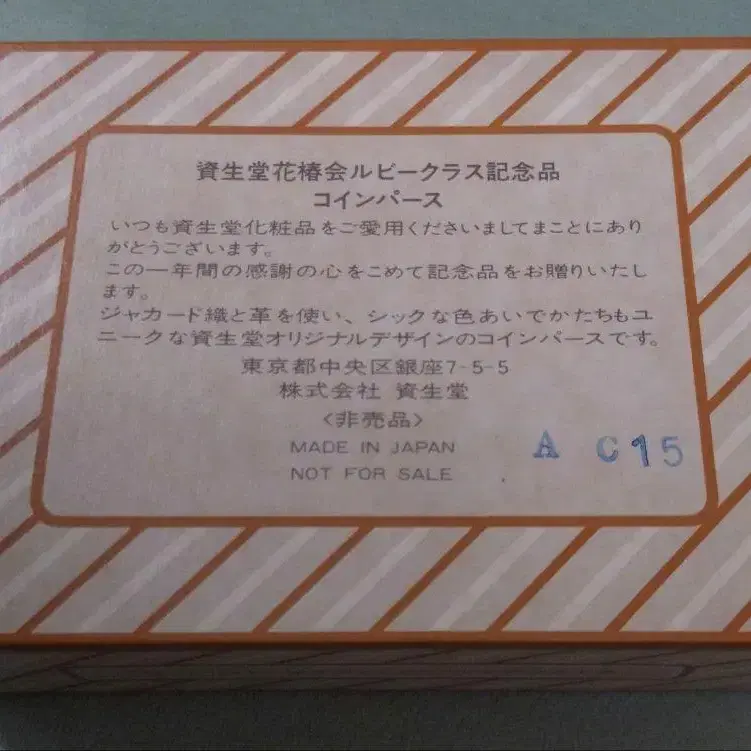 資生堂花椿会ルビークラス記念品
コインパース
いつも資生堂化粧品をご愛用くださいましてまことにあり
がとうございます。
この一年間の感謝の心をこめて記念品をお贈りいたし
ます。
ジャカード織と革を使い、シックな色あいでかたちもユ
ニークな資生堂オリジナルデザインのコインパースです。
東京都中央区銀座7-5-5
株式会社 資生堂
〈非売品〉
MADE IN JAPAN
NOT FOR SALE
A C15